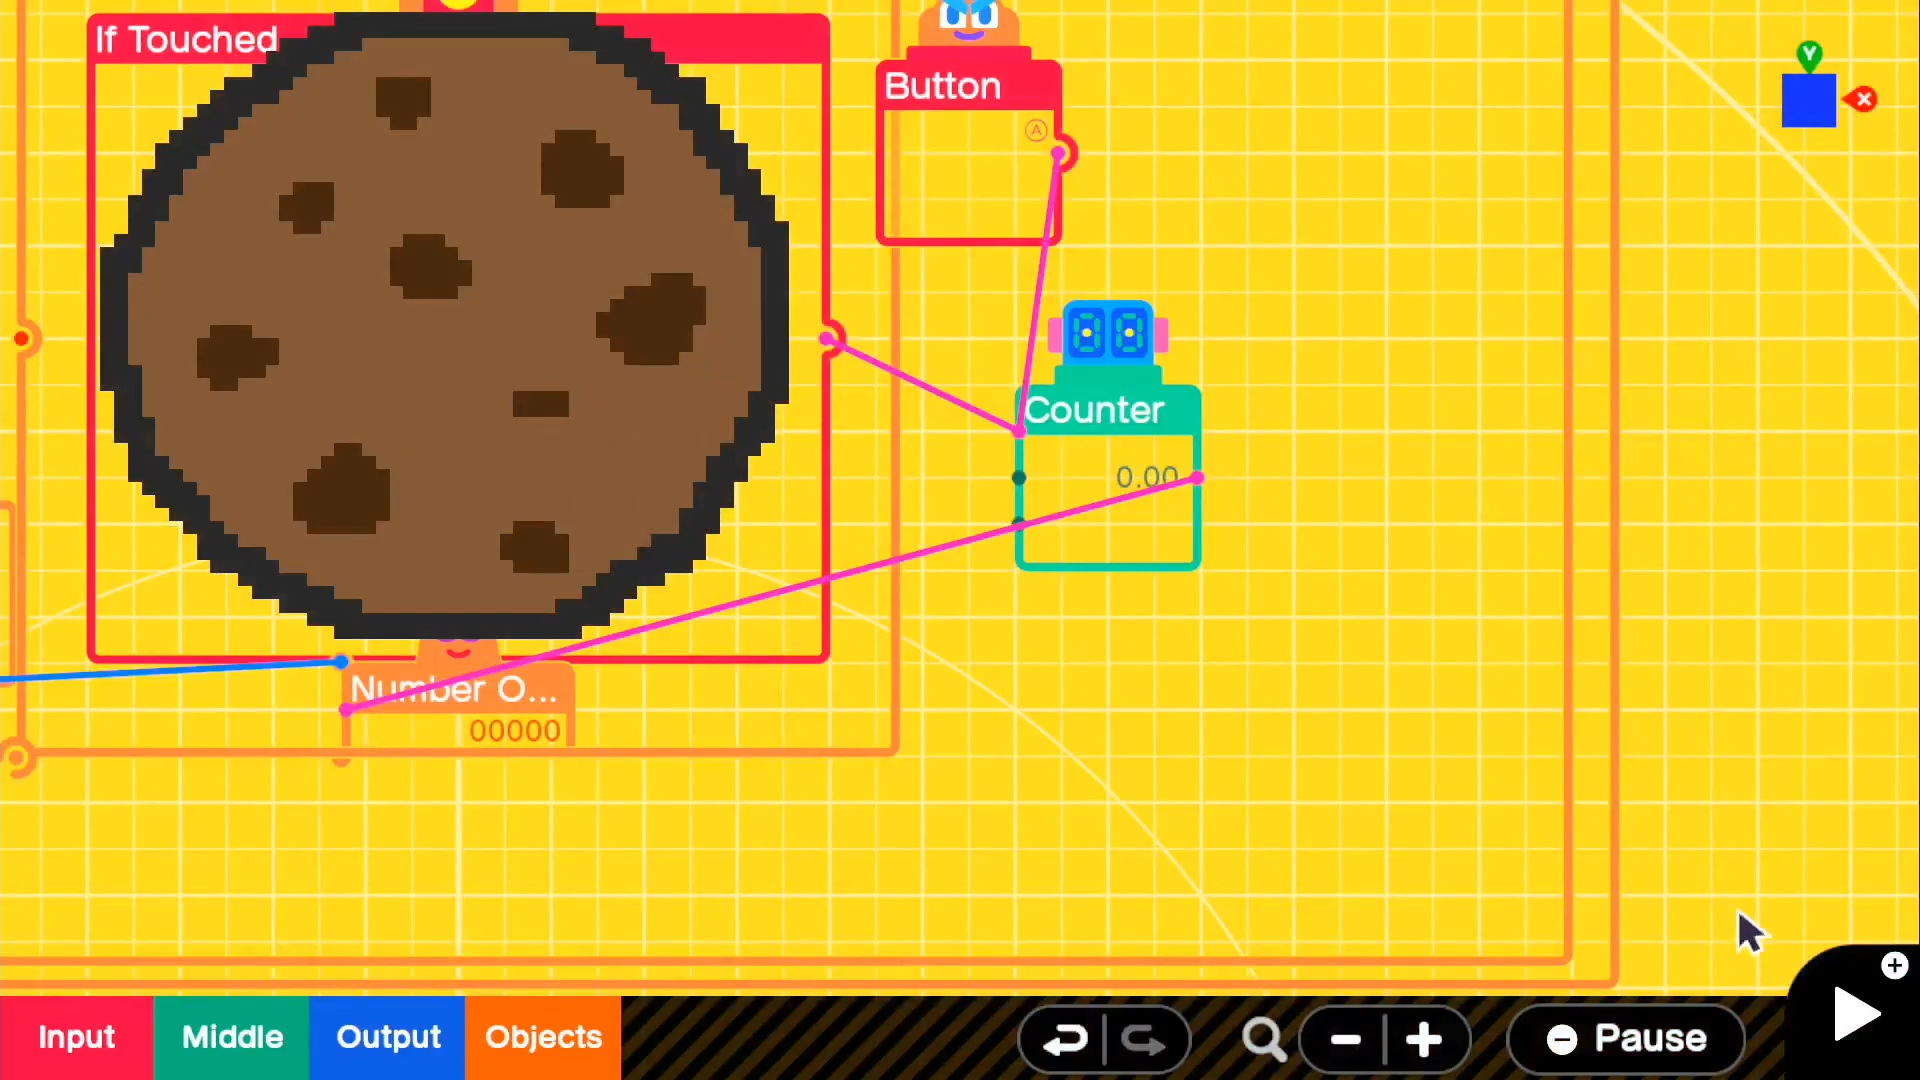 If Touched
Button
A
Y
X
Counter
0.00
Number O...
00000
Input
Middle
Output
Objects
Pause